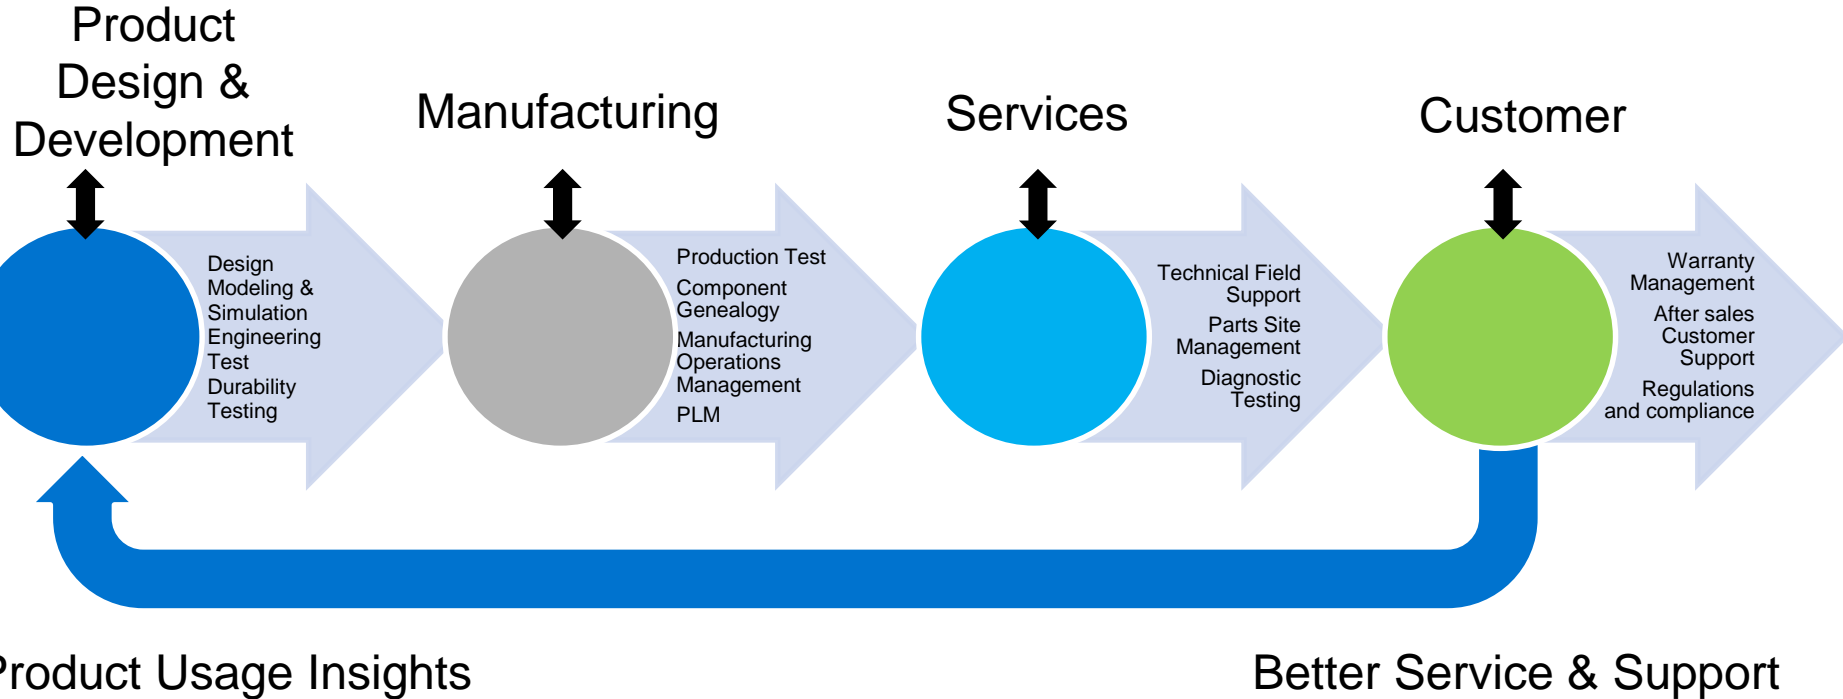 Product
Design &
Development
Manufacturing
Services
Customer
Design
Modeling &
Simulation
Engineering
Test
Durability
Testing
Production Test
Component
Genealogy
Manufacturing
Operations
Management
PLM
Technical Field
Support
Parts Site
Management
Diagnostic
Testing
Warranty
Management
After sales
Customer
Support
Regulations
and compliance
Product Usage Insights
Better Service & Support